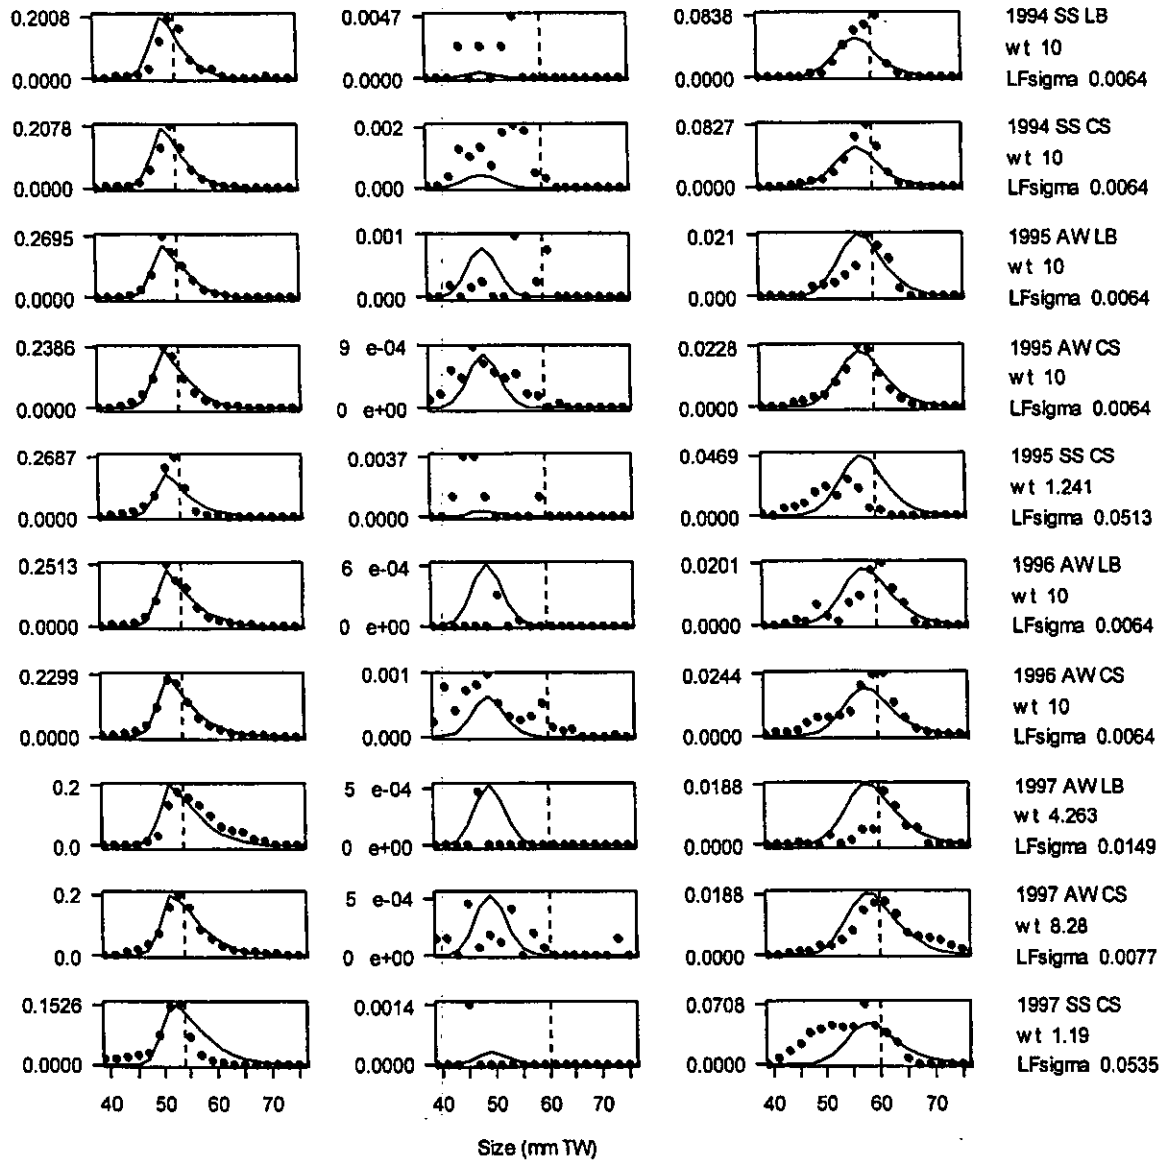 0.2008 0.0047 0.0838 1994 SS LB
wt 10
0.0000 0.0000 0.0000 LFsigma 0.0064
0.2078 0.002 0.0827 1994 SS CS
wt 10
0.0000 0.000 0.0000 LFsigma 0.0064
0.2695 0.001 0.021 1995 AW LB
wt 10
0.0000 0.000 0.000 LFsigma 0.0064
0.2386 9 e-04 0.0228 1995 AW CS
wt 10
0.0000 0 e+00 0.0000 LFsigma 0.0064
0.2687 0.0037 0.0469 1995 SS CS
wt 1.241
0.0000 0.0000 0.0000 LFsigma 0.0513
0.2513 6 e-04 0.0201 1996 AW LB
wt 10
0.0000 0 e+00 0.0000 LFsigma 0.0064
0.2299 0.001 0.0244 1996 AW CS
wt 10
0.0000 0.000 0.0000 LFsigma 0.0064
0.2 5 e-04 0.0188 1997 AW LB
wt 4.263
0.0 0 e+00 0.0000 LFsigma 0.0149
0.2 5 e-04 0.0188 1997 AW CS
wt 8.28
0.0 0 e+00 0.0000 LFsigma 0.0077
0.1526 0.0014 0.0708 1997 SS CS
wt 1.19
0.0000 0.0000 0.0000 LFsigma 0.0535
40 50 60 70 40 50 60 70 40 50 60 70
Size (mm TW)